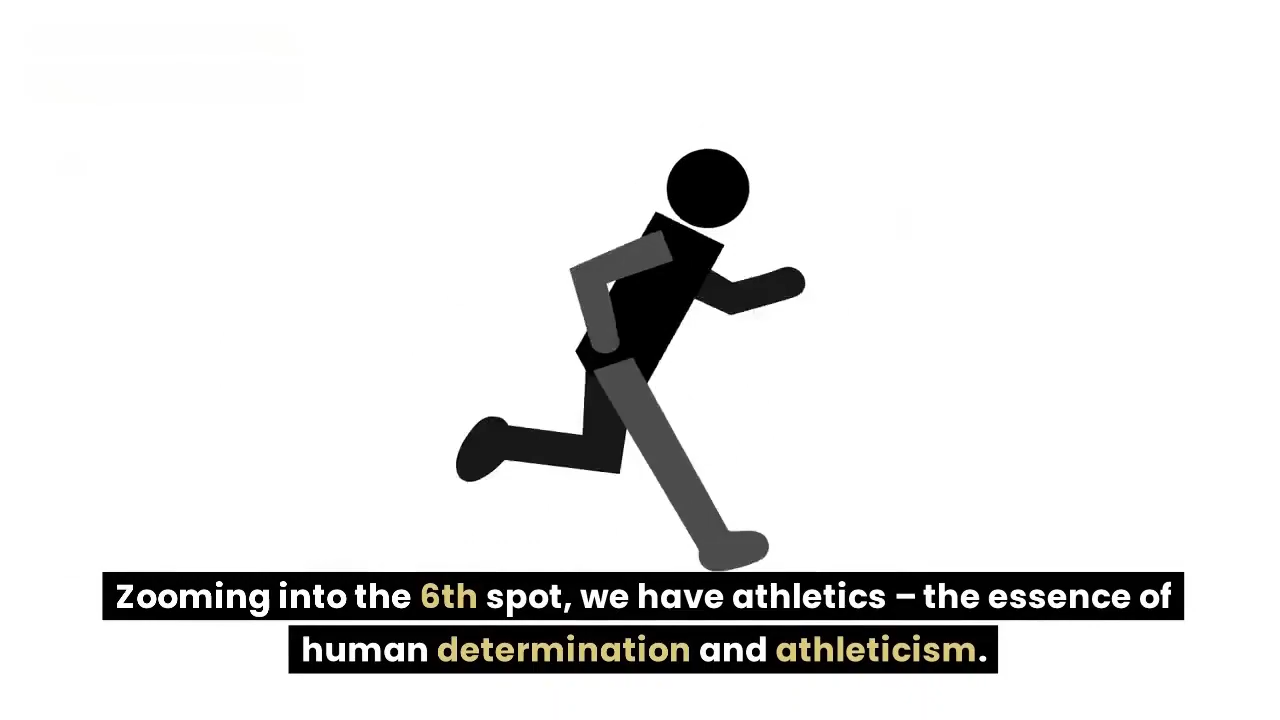 Zooming into the 6th spot, we have athletics – the essence of
human determination and athleticism.